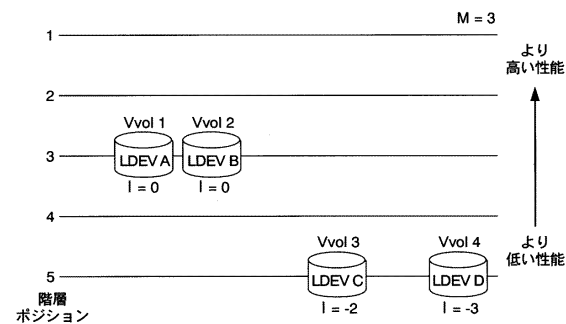 M = 3
1
より
高い性能
2
Vvol 1
Vvol 2
3
LDEV A
LDEV B
I = 0
I = 0
4
Vvol 3
Vvol 4
より
低い性能
5
LDEV C
LDEV D
I = -2
I = -3
階層
ポジション